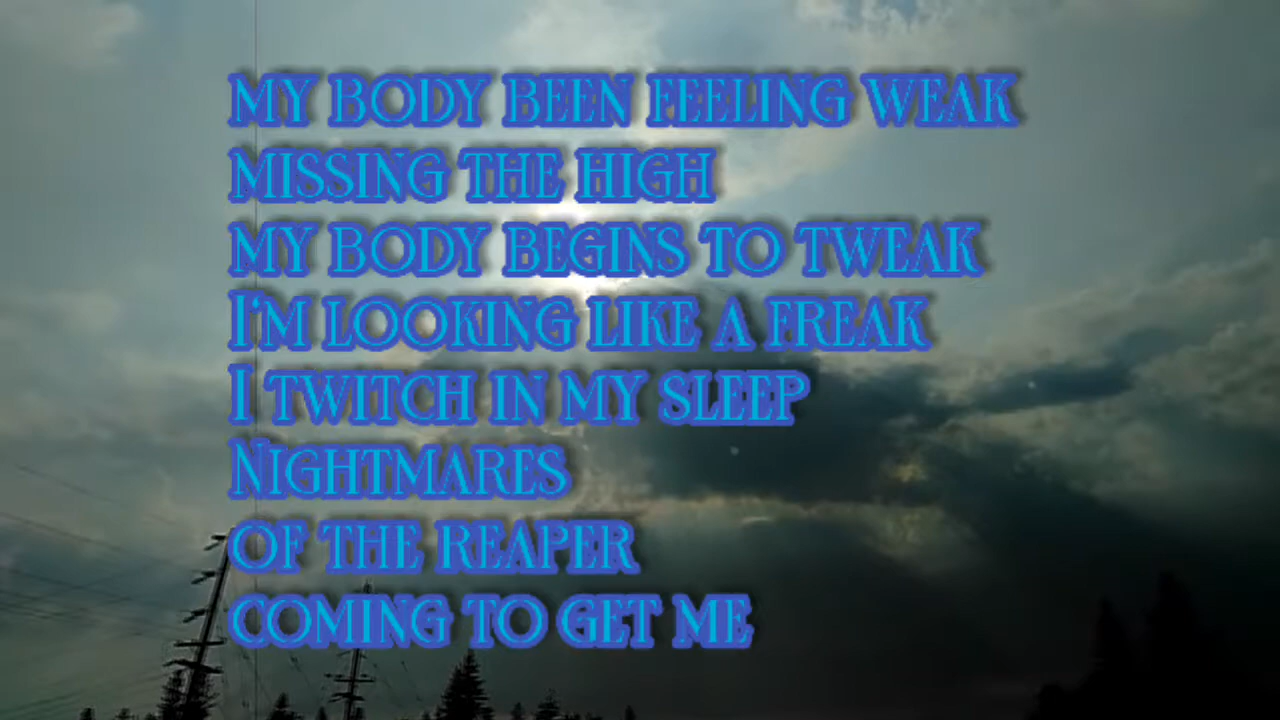 MY BODY BEEN FEELING WEAK
MISSING THE HIGH
MY BODY BEGINS TO TWEAK
I'M LOOKING LIKE A FREAK
I TWITCH IN MY SLEEP
NIGHTMARES
OF THE REAPER
COMING TO GET ME